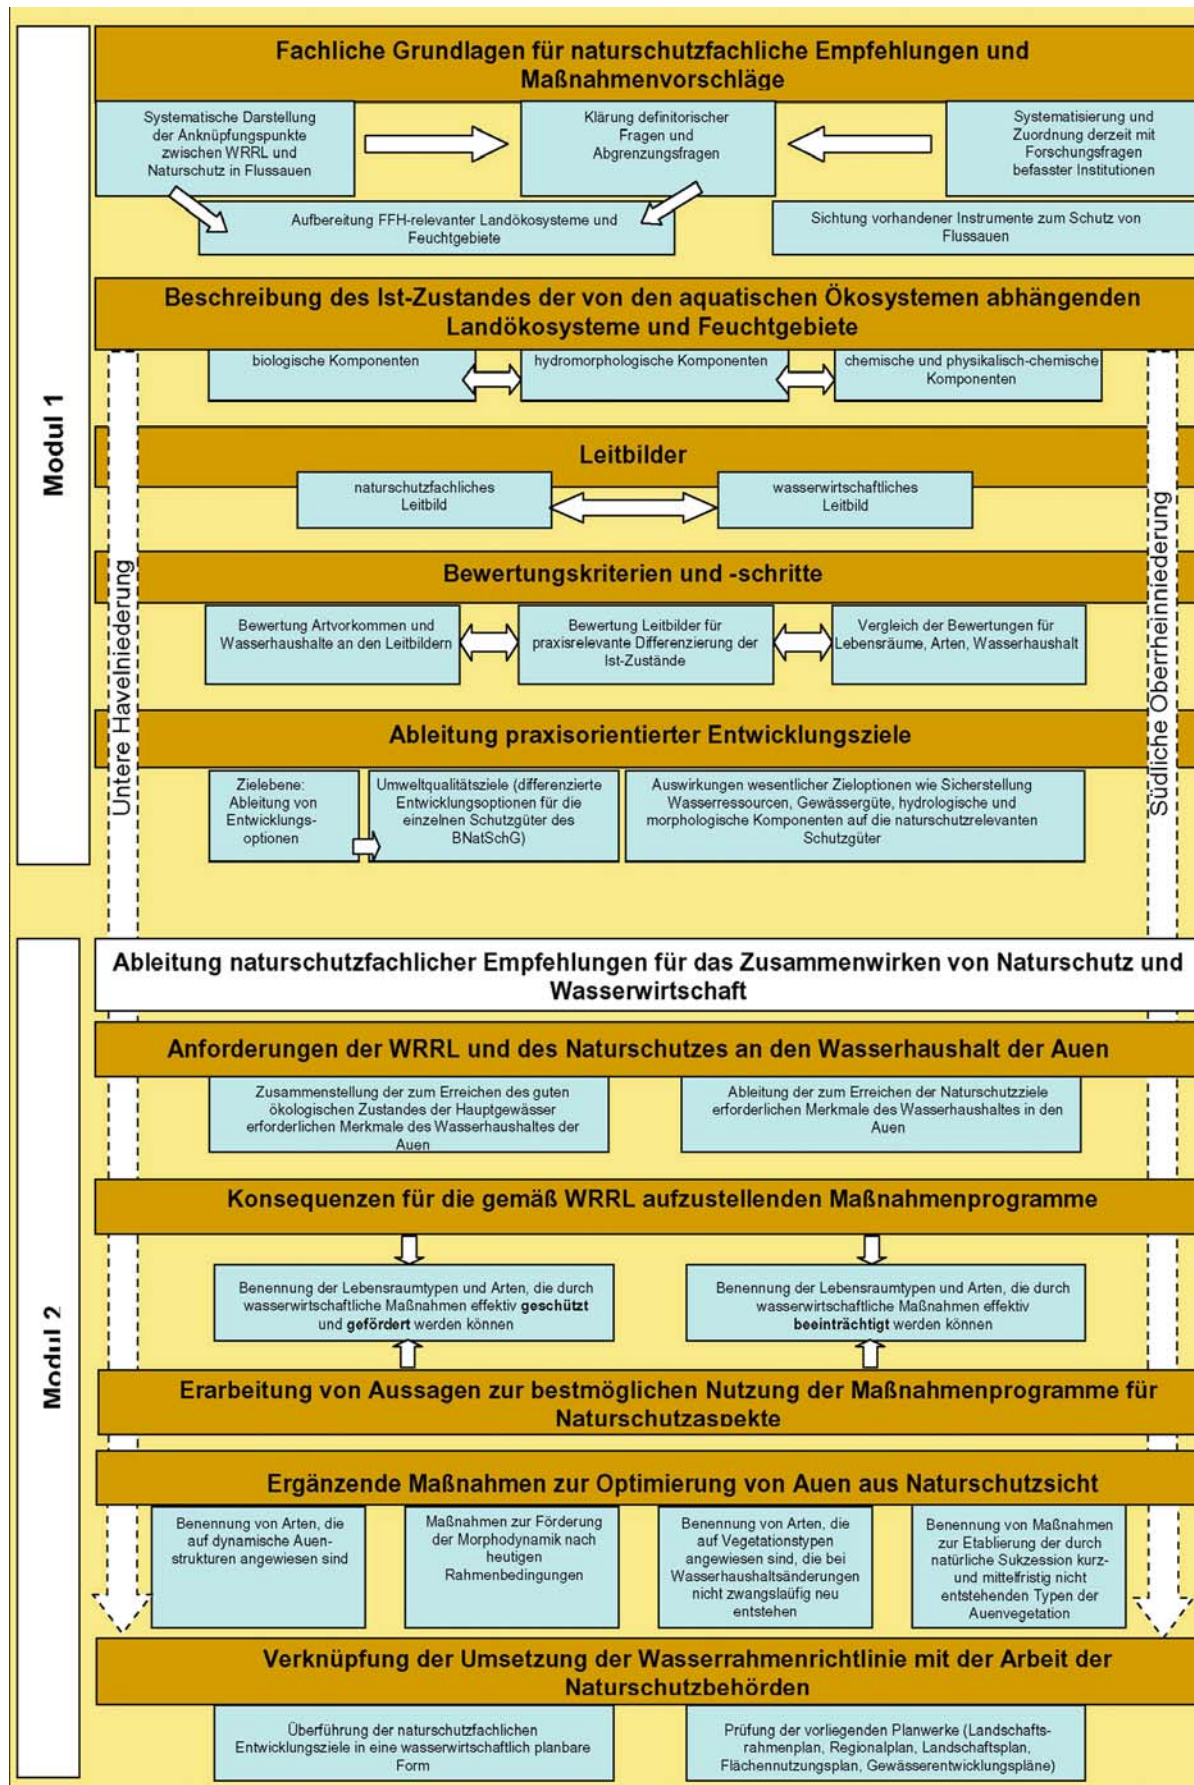 Modul 1
Fachliche Grundlagen für naturschutzfachliche Empfehlungen und
Maßnahmenvorschläge
Systematische Darstellung
der Anknüpfungspunkte
zwischen WRRL und
Naturschutz in Flussauen
Klärung definitorischer
Fragen und
Abgrenzungsfragen
Systematisierung und
Zuordnung derzeit mit
Forschungsfragen
befasster Institutionen
Aufbereitung FFH-relevanter Landökosysteme und
Feuchtgebiete
Sichtung vorhandener Instrumente zum Schutz von
Flussauen
Beschreibung des Ist-Zustandes der von den aquatischen Ökosystemen abhängenden
Landökosysteme und Feuchtgebiete
biologische Komponenten
hydromorphologische Komponenten
chemische und physikalisch-chemische
Komponenten
Leitbilder
naturschutzfachliches
Leitbild
wasserwirtschaftliches
Leitbild
Untere Havelniederung
Südliche Oberrheinniederung
Bewertungskriterien und -schritte
Bewertung Artvorkommen und
Wasserhaushalte an den Leitbildern
Bewertung Leitbilder für
praxisrelevante Differenzierung der
Ist-Zustände
Vergleich der Bewertungen für
Lebensräume, Arten, Wasserhaushalt
Ableitung praxisorientierter Entwicklungsziele
Zielebene:
Ableitung von
Entwicklungs-
optionen
Umweltqualitätsziele (differenzierte
Entwicklungsoptionen für die
einzelnen Schutzgüter des
BNatSchG)
Auswirkungen wesentlicher Zieloptionen wie Sicherstellung
Wasserressourcen, Gewässergüte, hydrologische und
morphologische Komponenten auf die naturschutzrelevanten
Schutzgüter
Modul 2
Ableitung naturschutzfachlicher Empfehlungen für das Zusammenwirken von Naturschutz und
Wasserwirtschaft
Anforderungen der WRRL und des Naturschutzes an den Wasserhaushalt der Auen
Zusammenstellung der zum Erreichen des guten
ökologischen Zustandes der Hauptgewässer
erforderlichen Merkmale des Wasserhaushaltes der
Auen
Ableitung der zum Erreichen der Naturschutzziele
erforderlichen Merkmale des Wasserhaushaltes in den
Auen
Konsequenzen für die gemäß WRRL aufzustellenden Maßnahmenprogramme
Benennung der Lebensraumtypen und Arten, die durch
wasserwirtschaftliche Maßnahmen effektiv geschützt
und gefördert werden können
Benennung der Lebensraumtypen und Arten, die durch
wasserwirtschaftliche Maßnahmen effektiv
beeinträchtigt werden können
Erarbeitung von Aussagen zur bestmöglichen Nutzung der Maßnahmenprogramme für
Naturschutzaspekte
Ergänzende Maßnahmen zur Optimierung von Auen aus Naturschutzsicht
Benennung von Arten, die
auf dynamische Auen-
strukturen angewiesen sind
Maßnahmen zur Förderung
der Morphodynamik nach
heutigen
Rahmenbedingungen
Benennung von Arten, die
auf Vegetationstypen
angewiesen sind, die bei
Wasserhaushaltsänderungen
nicht zwangsläufig neu
entstehen
Benennung von Maßnahmen
zur Etablierung der durch
natürliche Sukzession kurz-
und mittelfristig nicht
entstehenden Typen der
Auenvegetation
Verknüpfung der Umsetzung der Wasserrahmenrichtlinie mit der Arbeit der
Naturschutzbehörden
Überführung der naturschutzfachlichen
Entwicklungsziele in eine wasserwirtschaftlich planbare
Form
Prüfung der vorliegenden Planwerke (Landschafts-
rahmenplan, Regionalplan, Landschaftsplan,
Flächennutzungsplan, Gewässerentwicklungspläne)